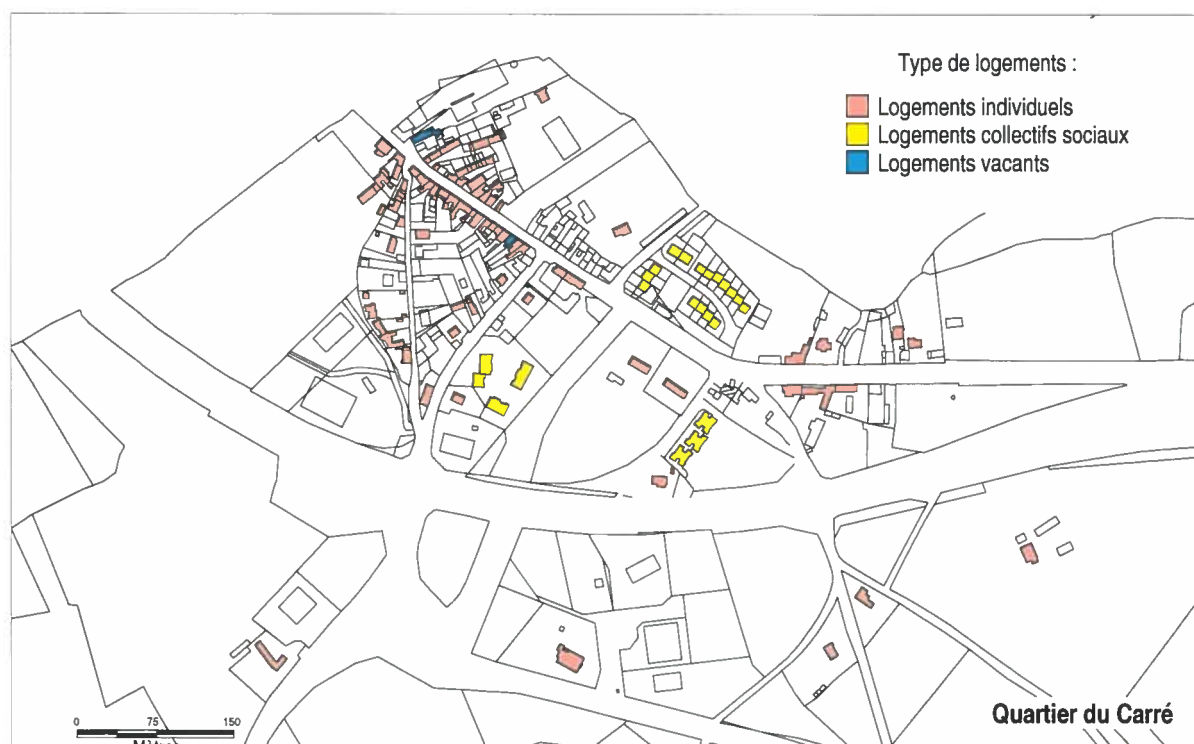 Type de logements :
Logements individuels
Logements collectifs sociaux
Logements vacants
0 75 150
Quartier du Carré